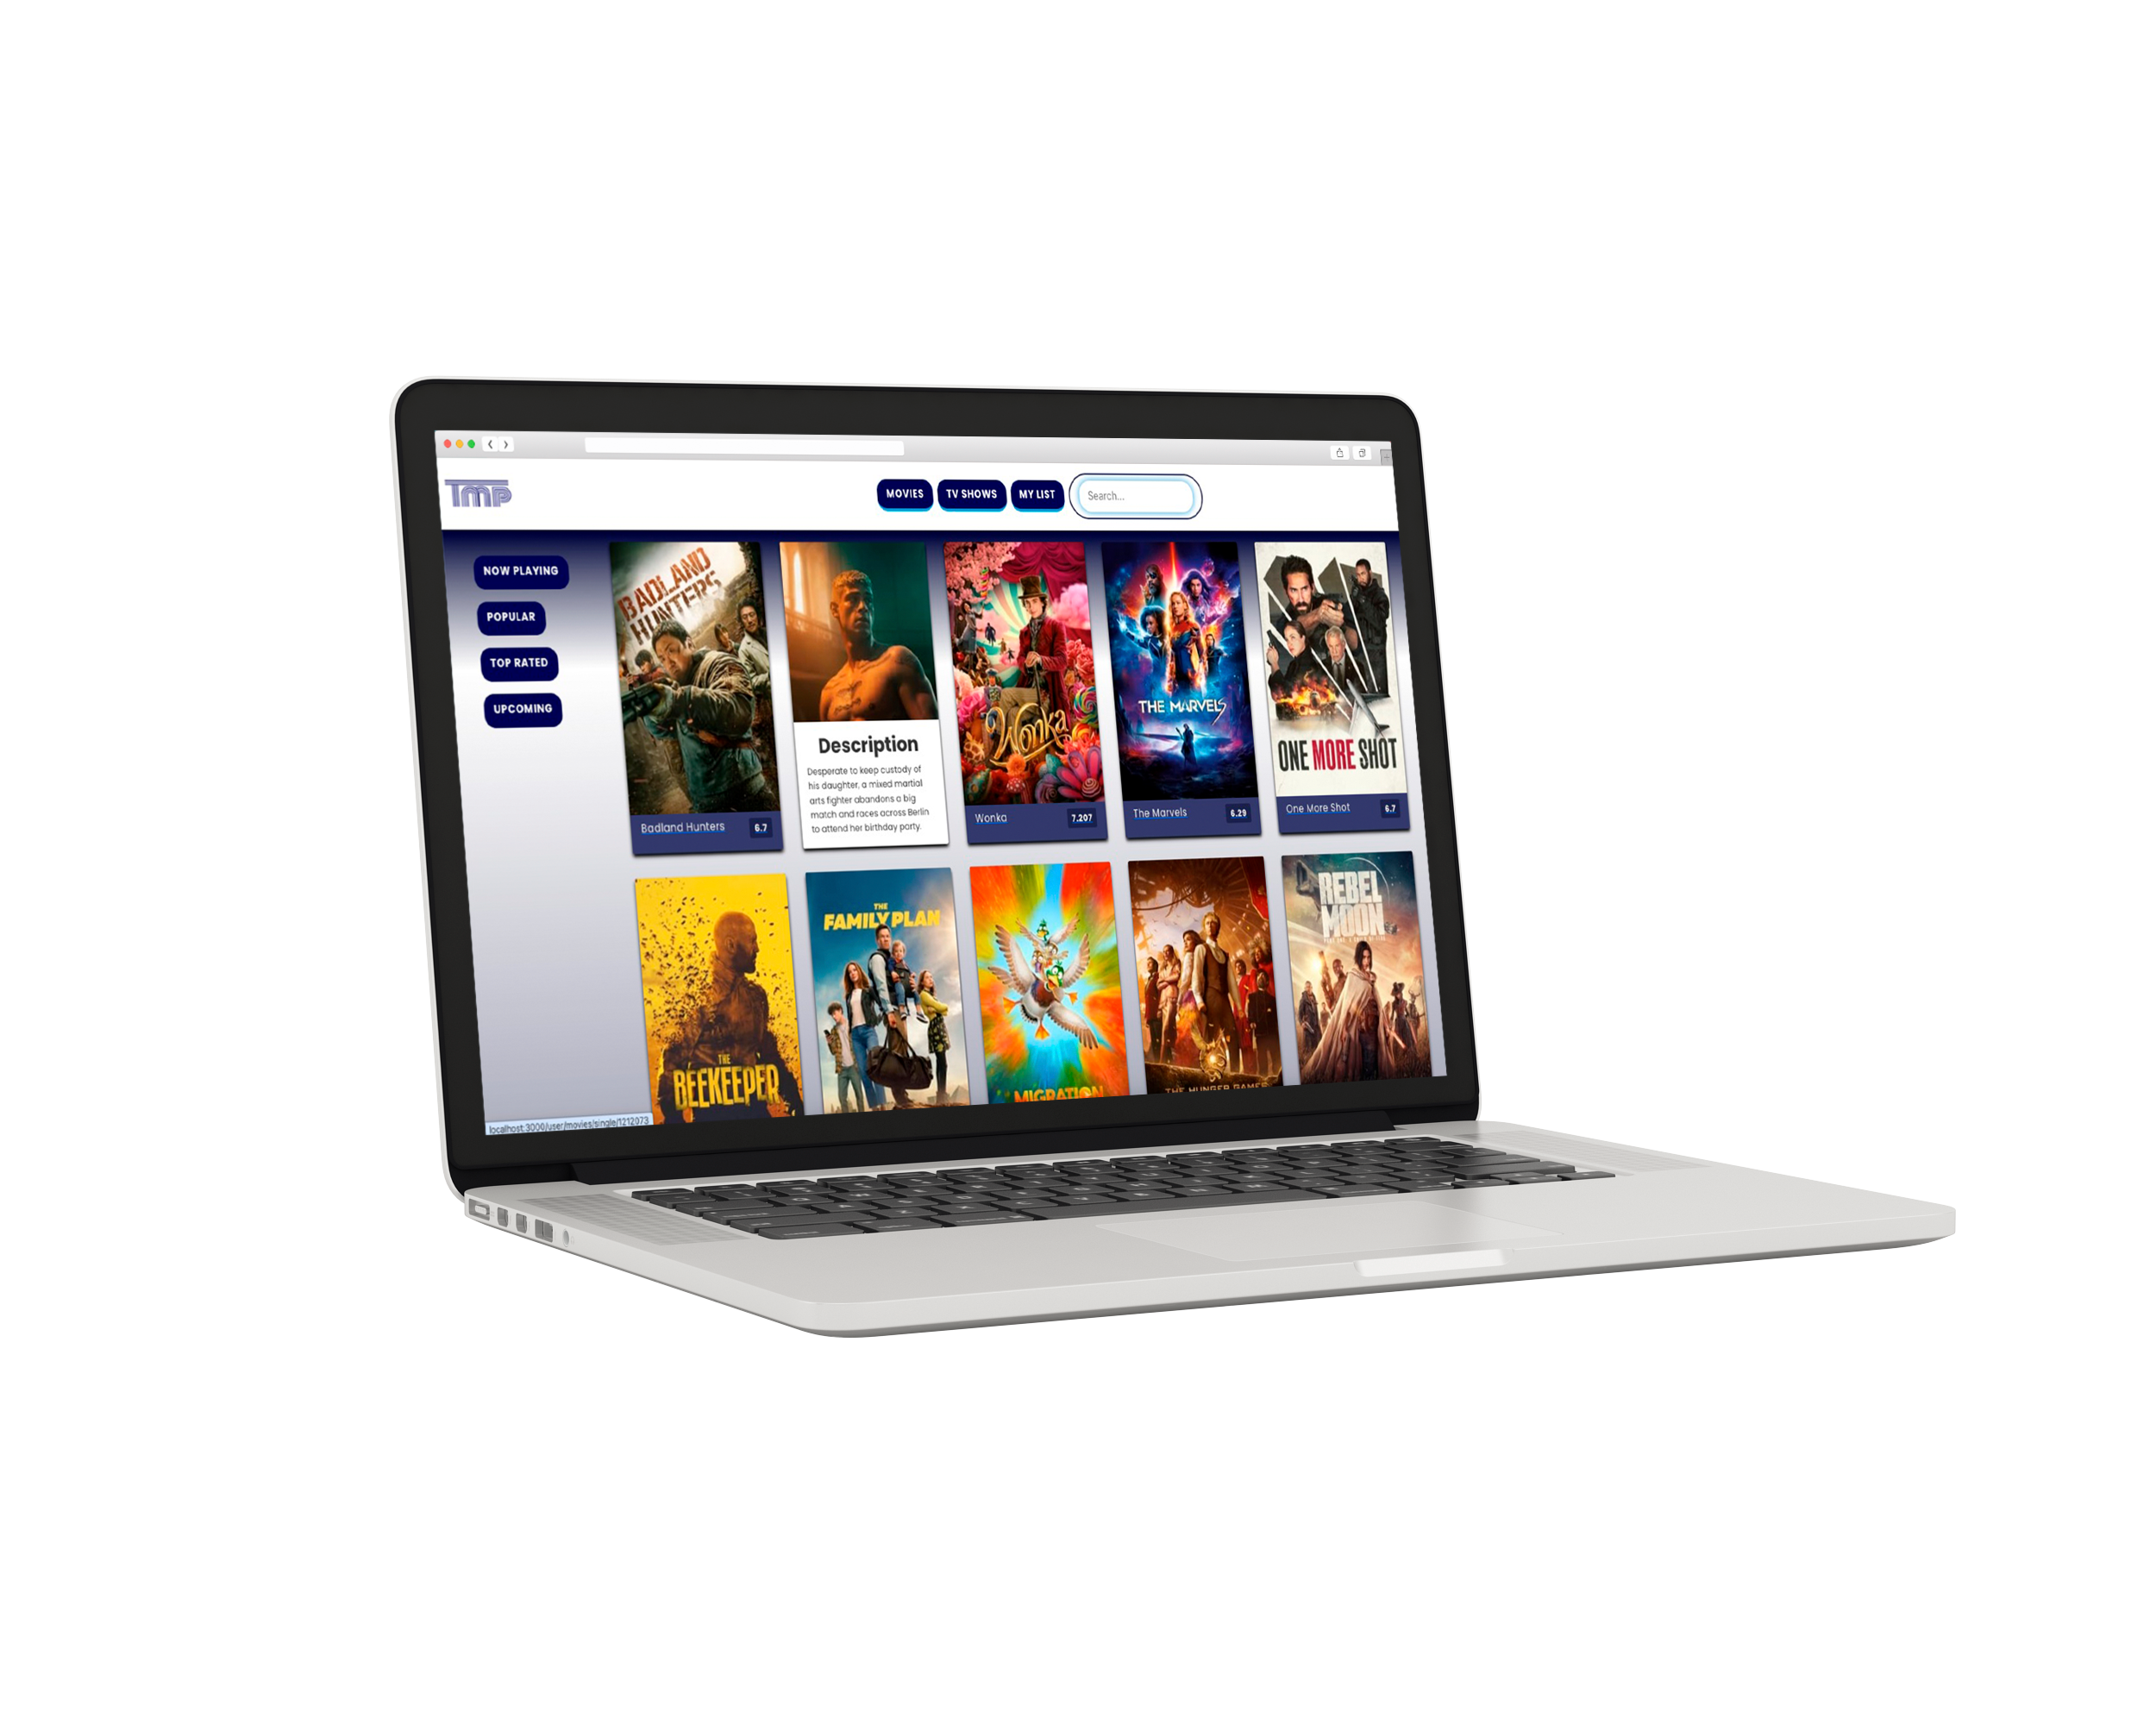 TMP
MOVIES
TV SHOWS
MY LIST
Search...
NOW PLAYING
POPULAR
TOP RATED
UPCOMING
BADLAND
HUNTERS
Badland Hunters
6.7
Description
Desperate to keep custody of
his daughter, a mixed martial
arts fighter abandons a big
match and races across Berlin
to attend her birthday party.
Wonka
Wonka
7.207
THE MARVELS
The Marvels
6.29
ONE MORE SHOT
One More Shot
6.7
THE
BEEKEEPER
THE
FAMILY PLAN
MIGRATION
THE HUNGER GAMES
REBEL
MOON
localhost:3000/user/movies/single/1212073